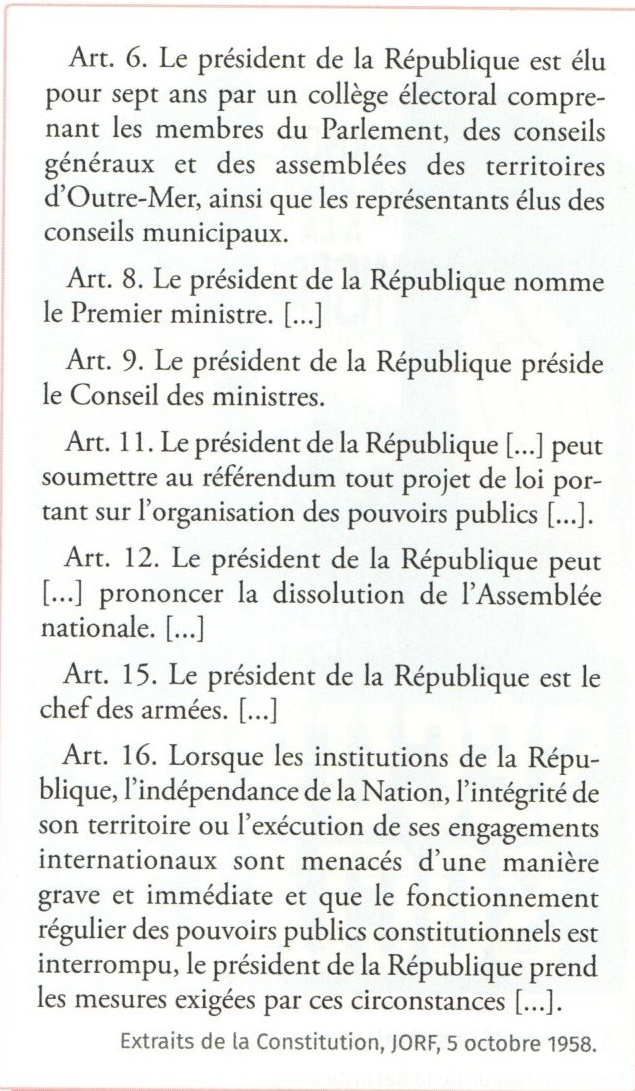 Art. 6. Le président de la République est élu
pour sept ans par un collège électoral compre-
nant les membres du Parlement, des conseils
généraux et des assemblées des territoires
d'Outre-Mer, ainsi que les représentants élus des
conseils municipaux.
Art. 8. Le président de la République nomme
le Premier ministre. [...]
Art. 9. Le président de la République préside
le Conseil des ministres.
Art. 11. Le président de la République [...] peut
soumettre au référendum tout projet de loi por-
tant sur l'organisation des pouvoirs publics [...].
Art. 12. Le président de la République peut
[...] prononcer la dissolution de l'Assemblée
nationale. [...]
Art. 15. Le président de la République est le
chef des armées. [...]
Art. 16. Lorsque les institutions de la Répu-
blique, l'indépendance de la Nation, l'intégrité de
son territoire ou l'exécution de ses engagements
internationaux sont menacés d'une manière
grave et immédiate et que le fonctionnement
régulier des pouvoirs publics constitutionnels est
interrompu, le président de la République prend
les mesures exigées par ces circonstances [...].
Extraits de la Constitution, JORF, 5 octobre 1958.